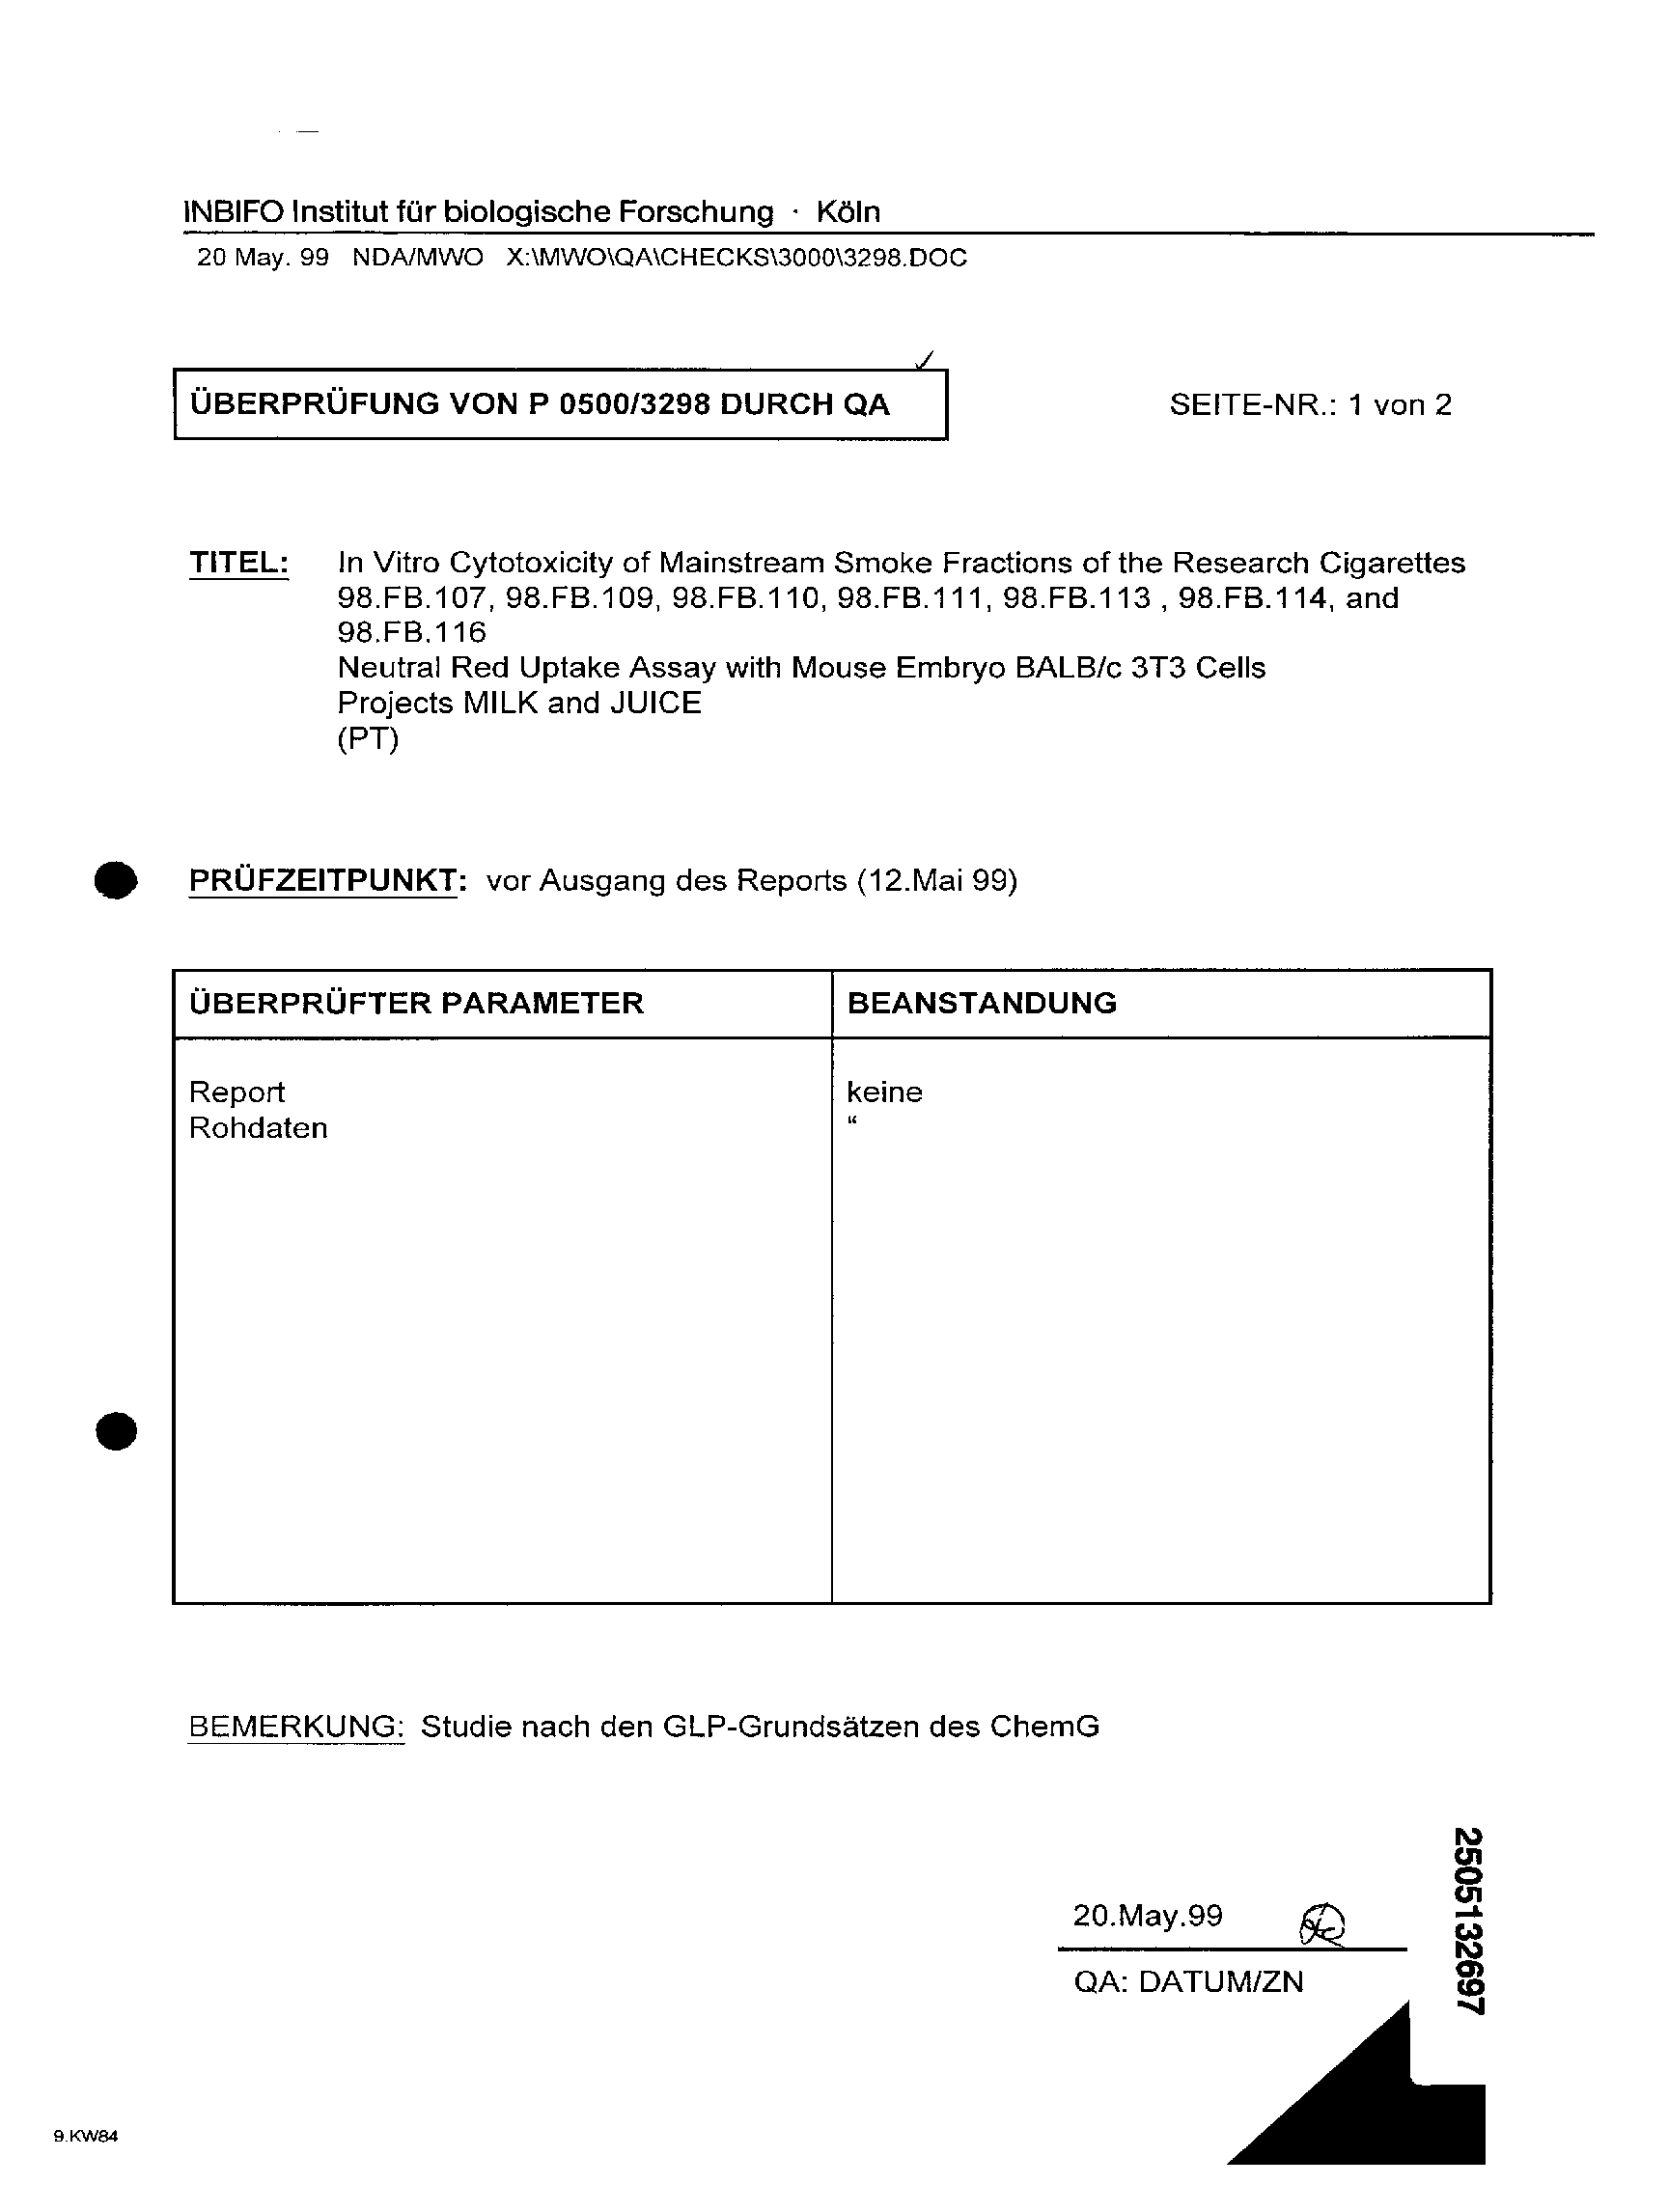 INBIFO Institut für biologische Forschung · Köln
20 May. 99 NDA/MWO X:\MWO\QA\CHECKS\3000\3298.DOC
ÜBERPRÜFUNG VON P 0500/3298 DURCH QA
SEITE-NR.: 1 von 2
TITEL: In Vitro Cytotoxicity of Mainstream Smoke Fractions of the Research Cigarettes
98.FB.107, 98.FB.109, 98.FB.110, 98.FB.111, 98.FB.113 , 98.FB.114, and
98.FB.116
Neutral Red Uptake Assay with Mouse Embryo BALB/c 3T3 Cells
Projects MILK and JUICE
(PT)
PRÜFZEITPUNKT: vor Ausgang des Reports (12.Mai 99)
ÜBERPRÜFTER PARAMETER BEANSTANDUNG
Report keine
Rohdaten “
BEMERKUNG: Studie nach den GLP-Grundsätzen des ChemG
20.May.99
QA: DATUM/ZN
2505132697
9.KW84